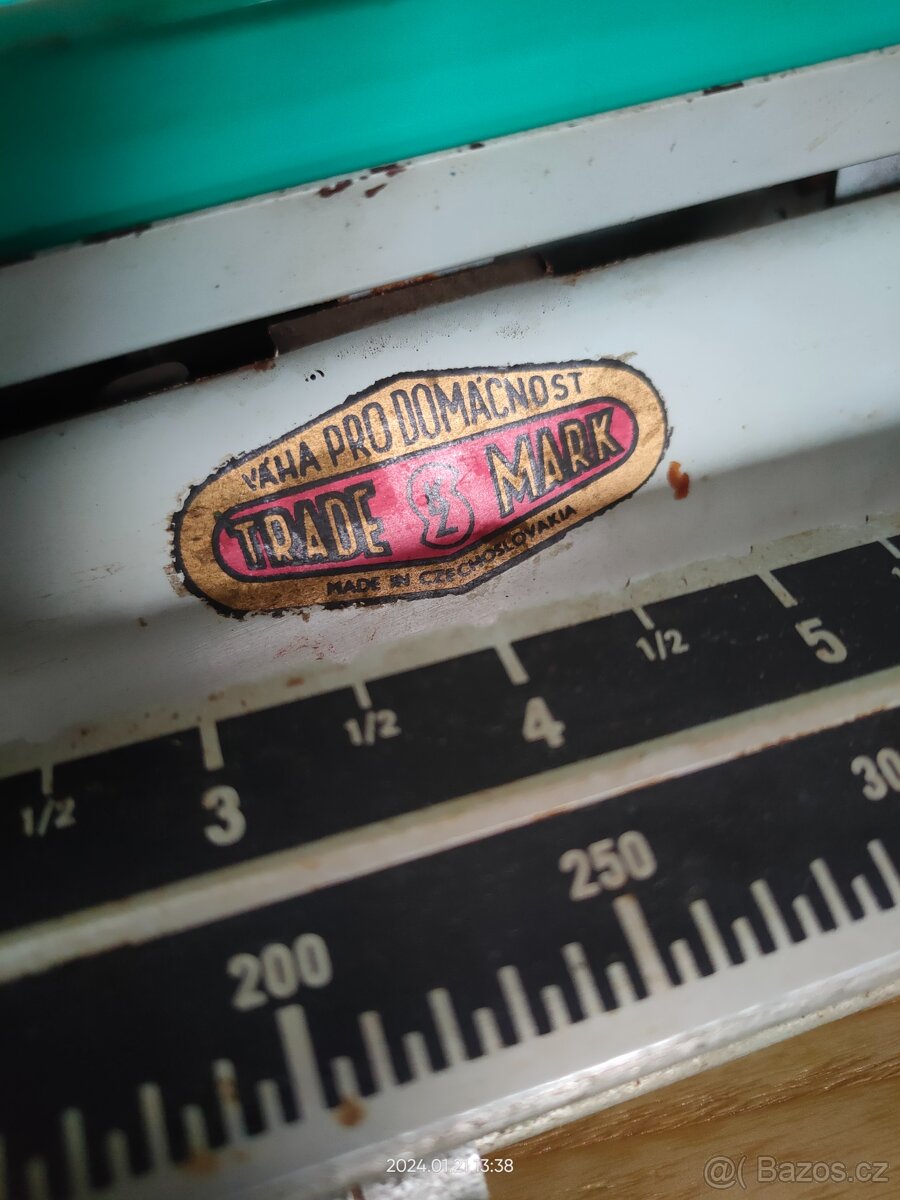 VÁHA PRO DOMÁCNOST
TRADE MARK
MADE IN CZECHOSLOVAKIA
1/2 3 1/2 4 1/2 5
200 250
2024.01.21 13:38
@( Bazos.cz